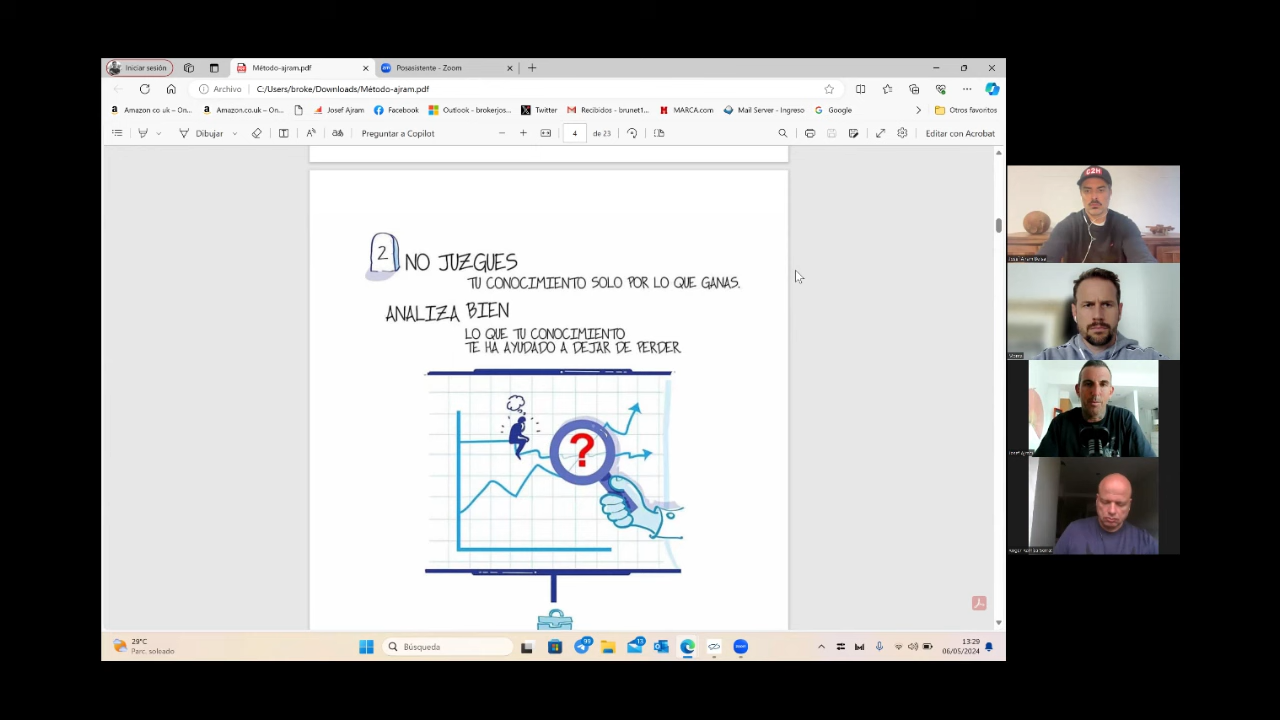 Iniciar sesión
Método-ajram.pdf
Posasistente - Zoom
Archivo
C:/Users/broke/Downloads/Método-ajram.pdf
Amazon co uk – On...
Amazon.co.uk – On...
Josef Ajram
Facebook
Outlook - brokerjos...
Twitter
Recibidos - brunet1...
MARCA.com
Mail Server - Ingreso
Google
Otros favoritos
Dibujar
Preguntar a Copilot
4
de 23
Editar con Acrobat
2
NO JUZGUES
TU CONOCIMIENTO SOLO POR LO QUE GANAS.
ANALIZA BIEN
LO QUE TU CONOCIMIENTO
TE HA AYUDADO A DEJAR DE PERDER.
?
29°C
Parc. soleado
Búsqueda
99
13
13:29
06/05/2024